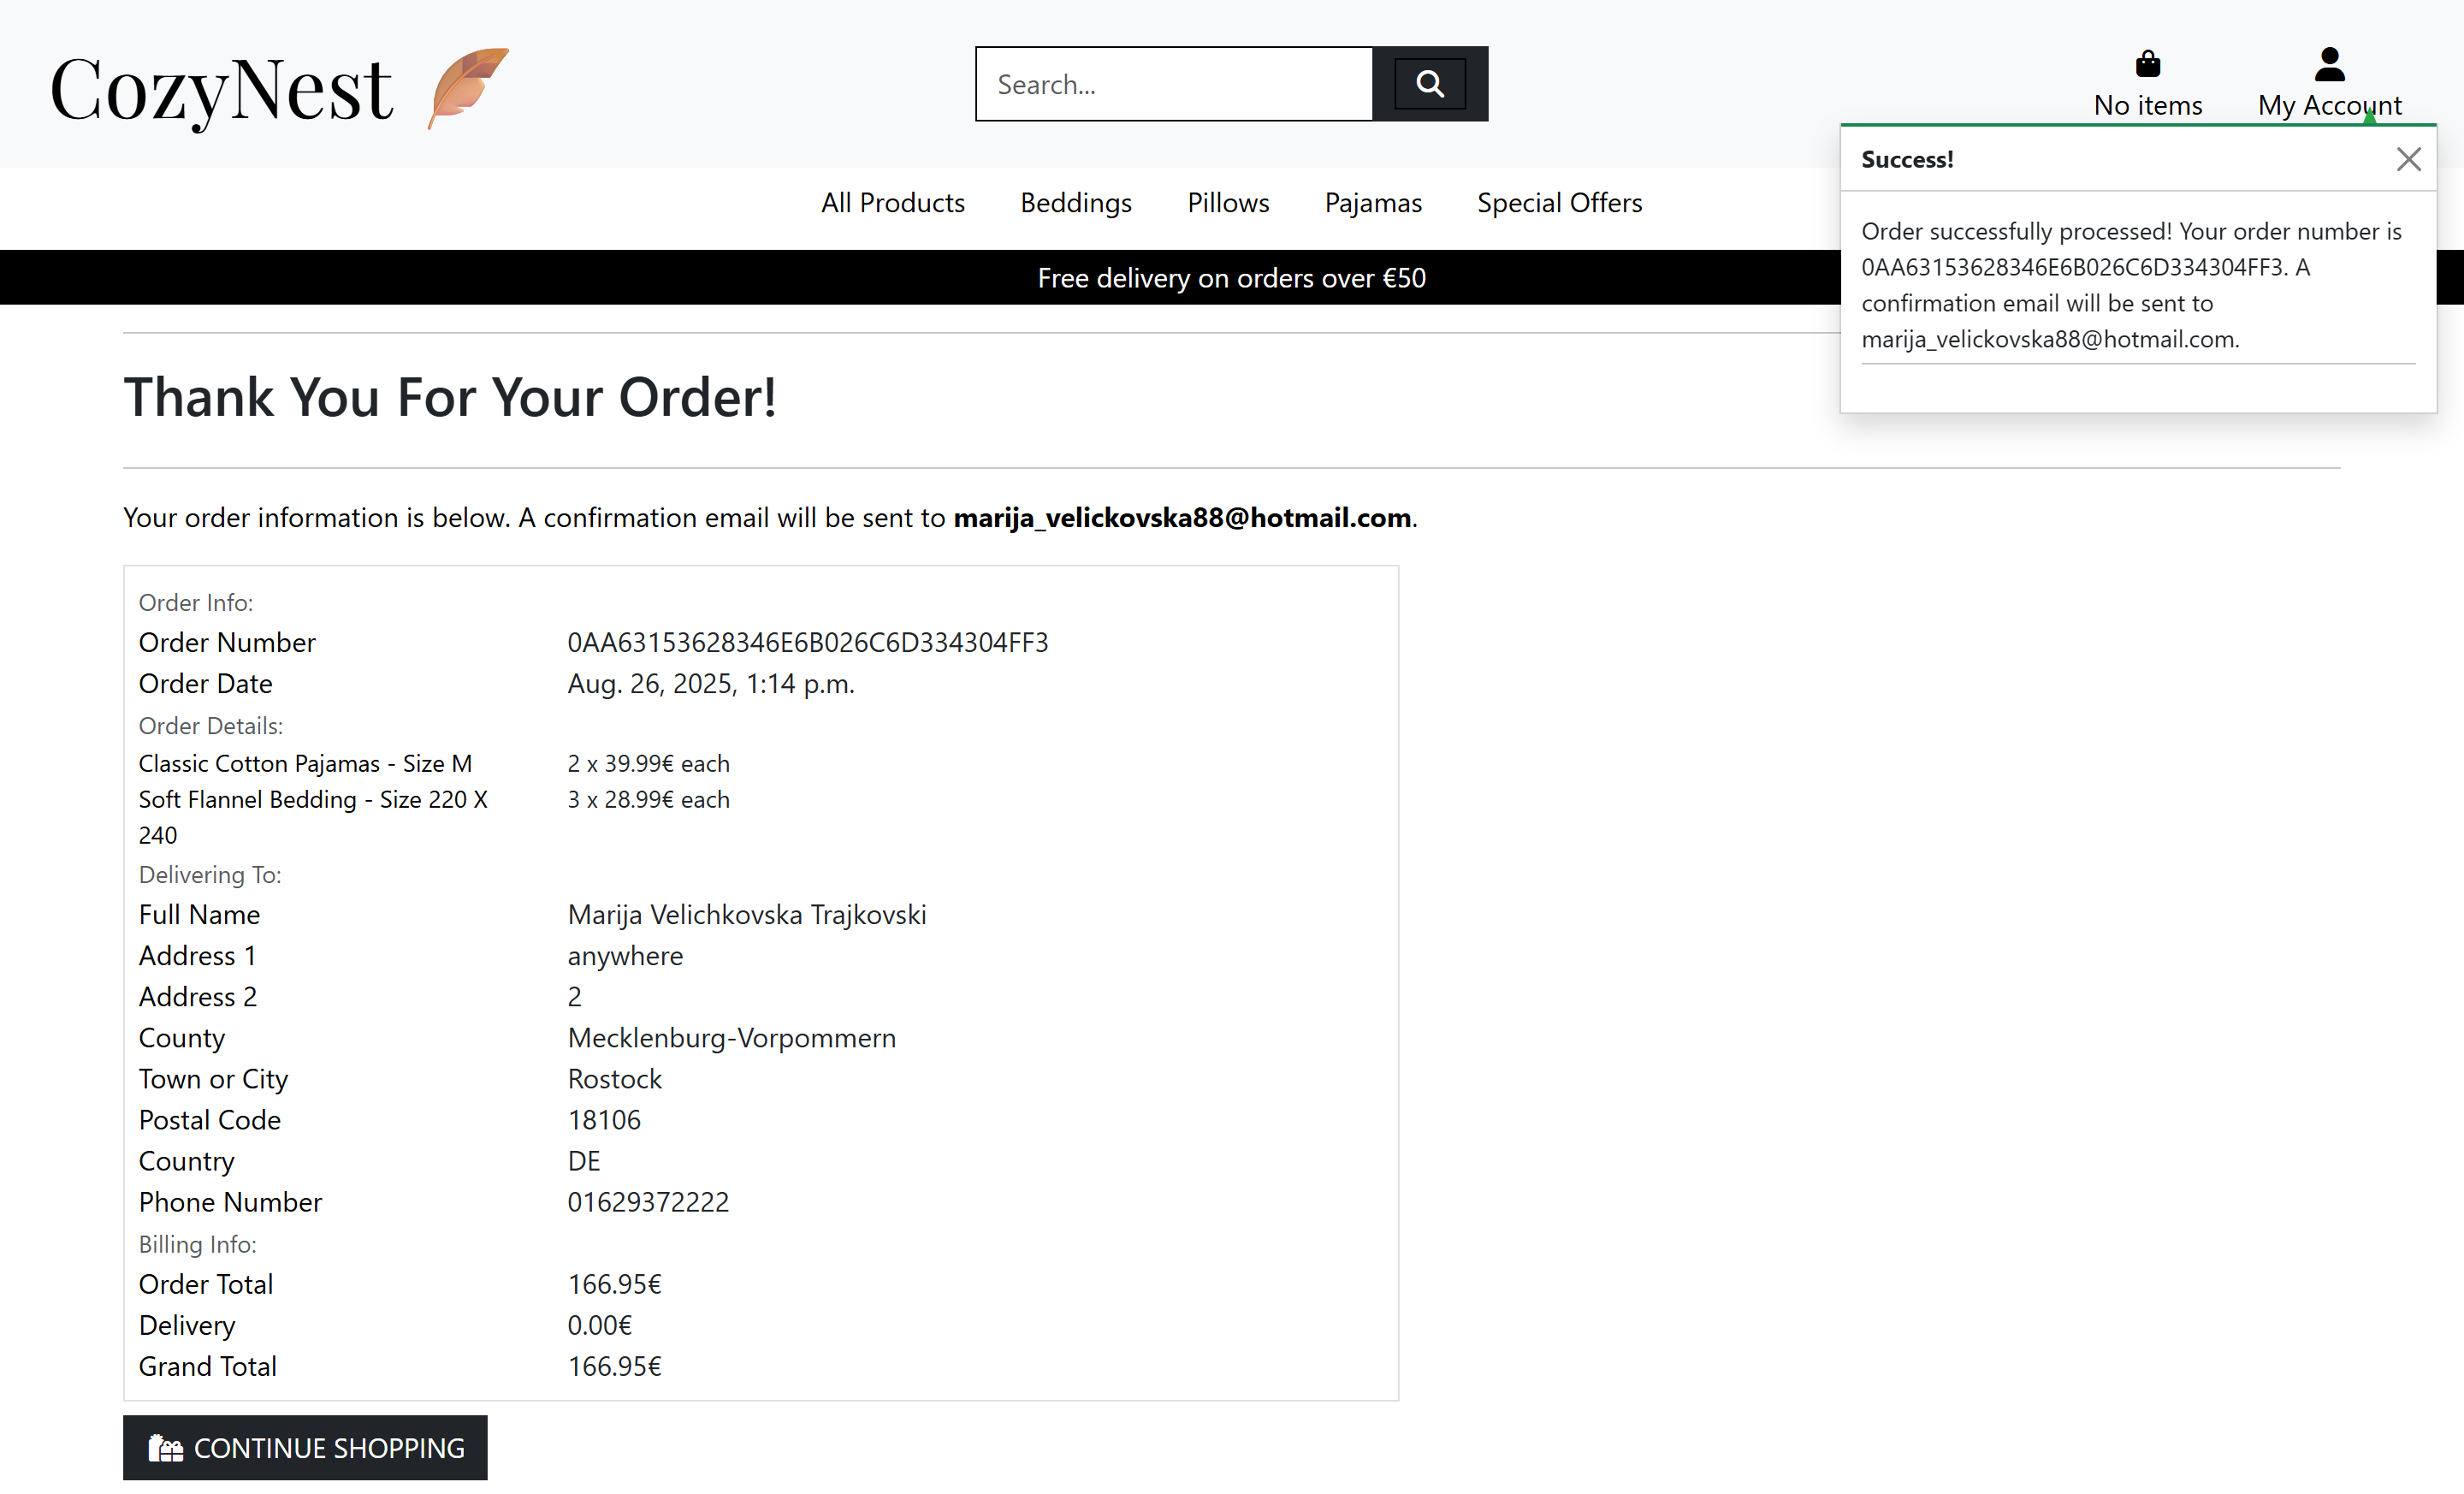 CozyNest
Search...
No items
My Account
All Products
Beddings
Pillows
Pajamas
Special Offers
Free delivery on orders over €50
Success!
Order successfully processed! Your order number is
0AA63153628346E6B026C6D334304FF3. A
confirmation email will be sent to
marija_velickovska88@hotmail.com.
Thank You For Your Order!
Your order information is below. A confirmation email will be sent to marija_velickovska88@hotmail.com.
Order Info:
Order Number 0AA63153628346E6B026C6D334304FF3
Order Date Aug. 26, 2025, 1:14 p.m.
Order Details:
Classic Cotton Pajamas - Size M 2 x 39.99€ each
Soft Flannel Bedding - Size 220 X 3 x 28.99€ each
240
Delivering To:
Full Name Marija Velichkovska Trajkovski
Address 1 anywhere
Address 2 2
County Mecklenburg-Vorpommern
Town or City Rostock
Postal Code 18106
Country DE
Phone Number 01629372222
Billing Info:
Order Total 166.95€
Delivery 0.00€
Grand Total 166.95€
CONTINUE SHOPPING